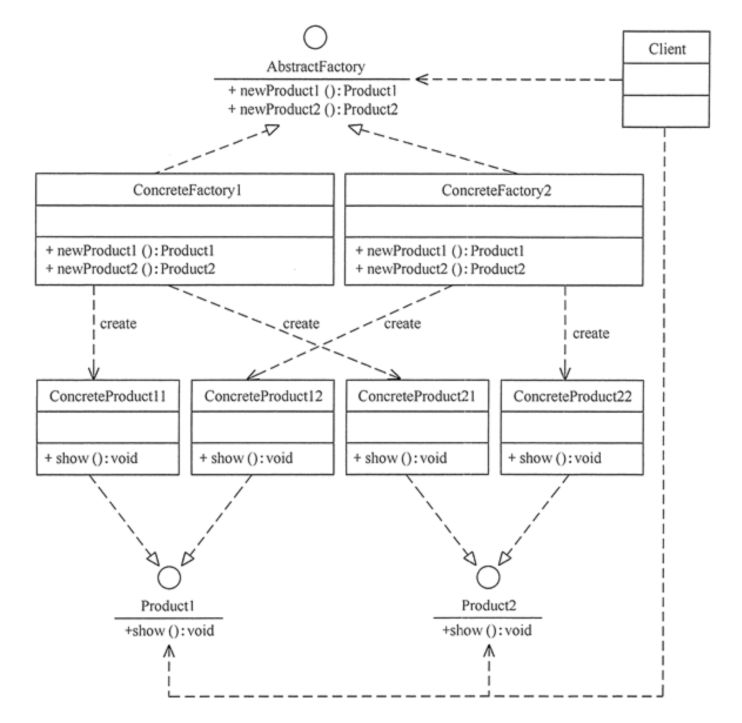 AbstractFactory
+ newProduct1 (): Product1
+ newProduct2 (): Product2
Client
ConcreteFactory1
+ newProduct1 (): Product1
+ newProduct2 (): Product2
ConcreteFactory2
+ newProduct1 (): Product1
+ newProduct2 (): Product2
create
create
create
create
ConcreteProduct11
+ show (): void
ConcreteProduct12
+ show (): void
ConcreteProduct21
+ show (): void
ConcreteProduct22
+ show (): void
Product1
+show (): void
Product2
+show (): void